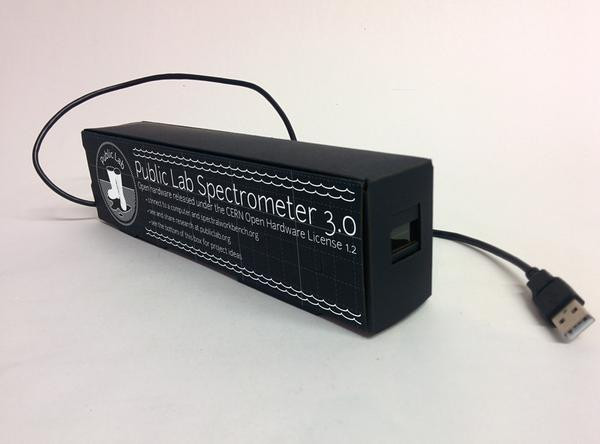 Public Lab
Public Lab Spectrometer 3.0
Open hardware released under the CERN Open Hardware License 1.2
• connect to a computer and spectralworkbench.org
• see and share research at publiclab.org
• see the bottom of this box for project ideas